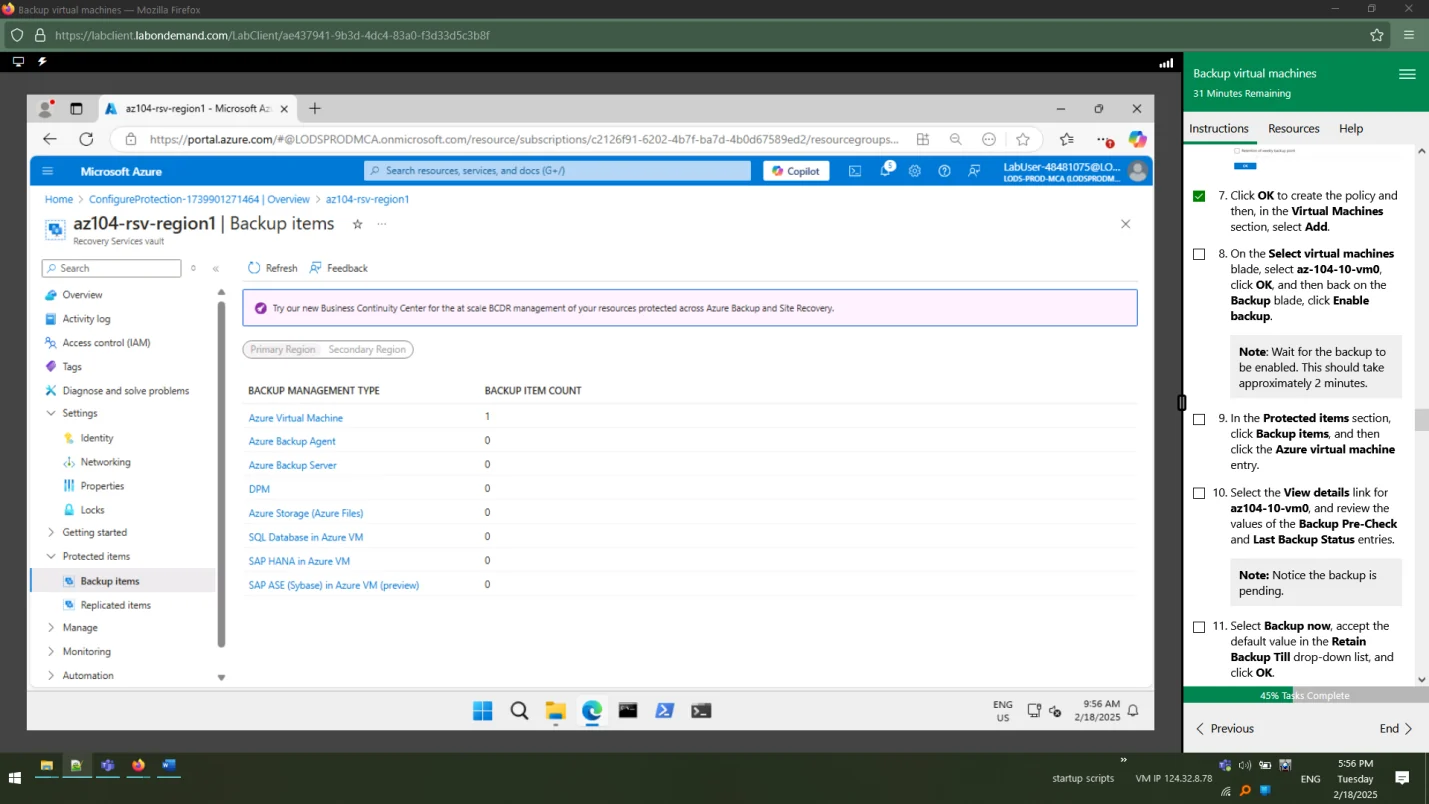 Backup virtual machines — Mozilla Firefox
https://labclient.labondemand.com/LabClient/ae437941-9b3d-4dc4-83a0-f3d33d5c3b8f
az104-rsv-region1 - Microsoft Az
https://portal.azure.com/#@LODSPRODMCA.onmicrosoft.com/resource/subscriptions/c2126f91-6202-4b7f-ba7d-4b0d67589ed2/resourcegroups...
Microsoft Azure
Search resources, services, and docs (G+/)
Copilot
5
LabUser-48481075@LO...
LODS-PROD-MCA (LODSPRODM...
Home > ConfigureProtection-1739901271464 | Overview > az104-rsv-region1
az104-rsv-region1 | Backup items
Recovery Services vault
Search
Overview
Activity log
Access control (IAM)
Tags
Diagnose and solve problems
Settings
Identity
Networking
Properties
Locks
Getting started
Protected items
Backup items
Replicated items
Manage
Monitoring
Automation
Refresh
Feedback
Try our new Business Continuity Center for the at scale BCDR management of your resources protected across Azure Backup and Site Recovery.
Primary Region Secondary Region
BACKUP MANAGEMENT TYPE BACKUP ITEM COUNT
Azure Virtual Machine 1
Azure Backup Agent 0
Azure Backup Server 0
DPM 0
Azure Storage (Azure Files) 0
SQL Database in Azure VM 0
SAP HANA in Azure VM 0
SAP ASE (Sybase) in Azure VM (preview) 0
ENG
US
9:56 AM
2/18/2025
Backup virtual machines
31 Minutes Remaining
Instructions Resources Help
7. Click OK to create the policy and
then, in the Virtual Machines
section, select Add.
8. On the Select virtual machines
blade, select az-104-10-vm0,
click OK, and then back on the
Backup blade, click Enable
backup.
Note: Wait for the backup to
be enabled. This should take
approximately 2 minutes.
9. In the Protected items section,
click Backup items, and then
click the Azure virtual machine
entry.
10. Select the View details link for
az104-10-vm0, and review the
values of the Backup Pre-Check
and Last Backup Status entries.
Note: Notice the backup is
pending.
11. Select Backup now, accept the
default value in the Retain
Backup Till drop-down list, and
click OK.
45% Tasks Complete
Previous
End
startup scripts
VM IP 124.32.8.78
ENG
5:56 PM
Tuesday
2/18/2025